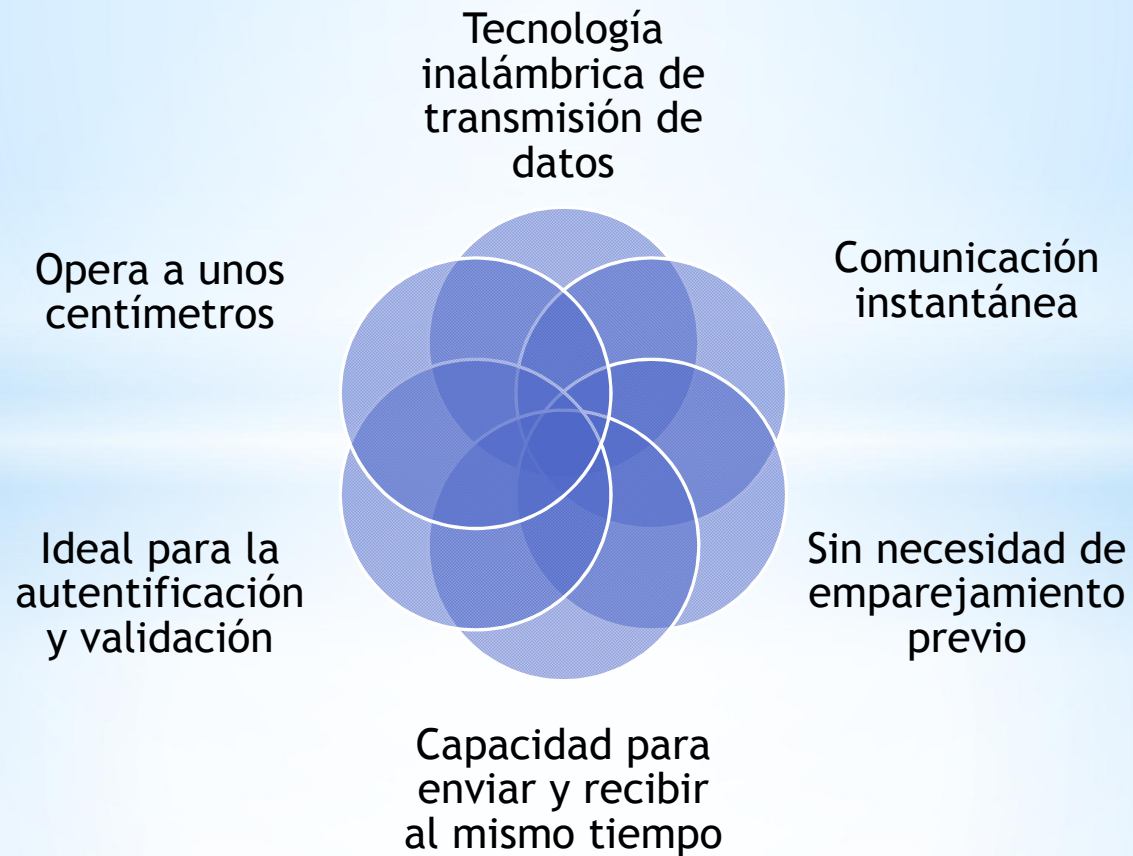 Tecnología
inalámbrica de
transmisión de
datos
Comunicación
instantánea
Sin necesidad de
emparejamiento
previo
Capacidad para
enviar y recibir
al mismo tiempo
Ideal para la
autentificación
y validación
Opera a unos
centímetros